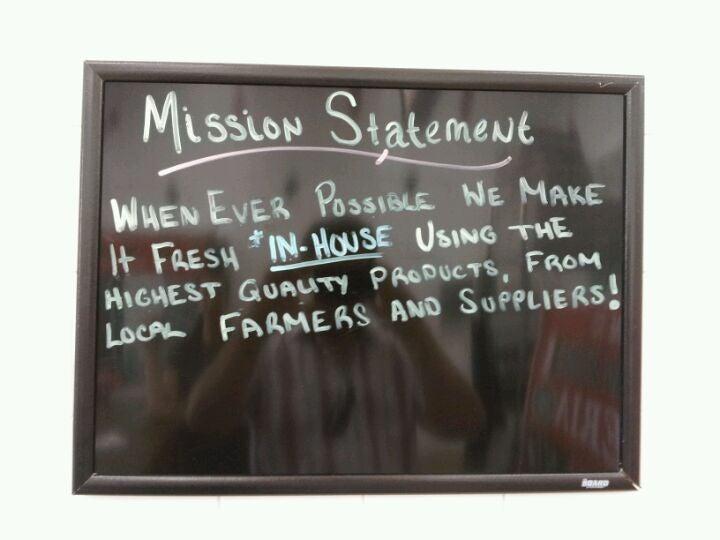 Mission Statement
WHEN EVER POSSIBLE WE MAKE
It FRESH *IN-HOUSE USING THE
HIGHEST QUALITY PRODUCTS, FROM
LOCAL FARMERS AND SUPPLIERS!
BOARD